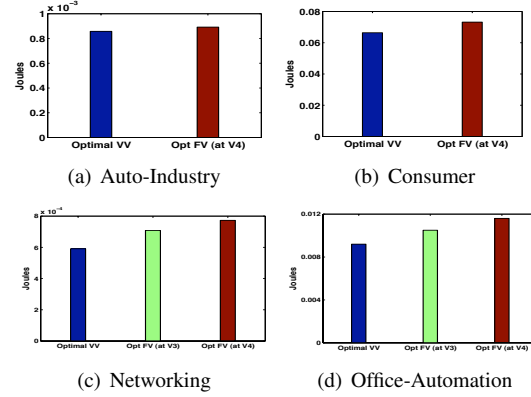 x 10⁻³
1
0.8
0.6
0.4
0.2
0
Joules
Optimal VV Opt FV (at V4)
(a) Auto-Industry
0.08
0.06
0.04
0.02
0
Joules
Optimal VV Opt FV (at V4)
(b) Consumer
x 10⁻⁴
8
6
4
2
0
Joules
Optimal VV Opt FV (at V3) Opt FV (at V4)
(c) Networking
0.012
0.008
0.004
0
Joules
Optimal VV Opt FV (at V3) Opt FV (at V4)
(d) Office-Automation